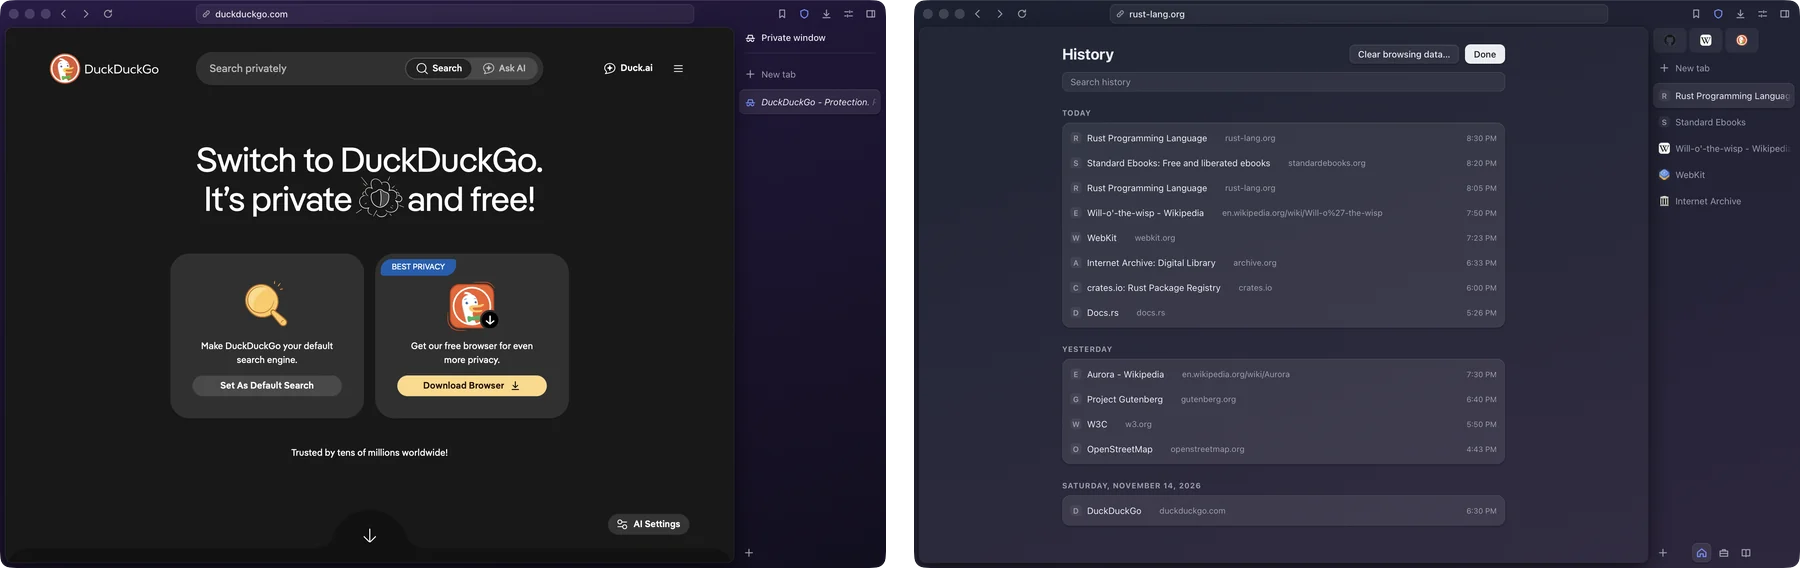 duckduckgo.com
Private window
DuckDuckGo
Search privately
Search
Ask AI
Duck.ai
New tab
DuckDuckGo - Protection.
Switch to DuckDuckGo.
It's private and free!
BEST PRIVACY
Make DuckDuckGo your default
search engine.
Set As Default Search
Get our free browser for even
more privacy.
Download Browser
Trusted by tens of millions worldwide!
AI Settings
rust-lang.org
History
Clear browsing data...
Done
Search history
TODAY
R Rust Programming Language rust-lang.org 8:30 PM
S Standard Ebooks: Free and liberated ebooks standardebooks.org 8:20 PM
R Rust Programming Language rust-lang.org 8:05 PM
E Will-o'-the-wisp - Wikipedia en.wikipedia.org/wiki/Will-o%27-the-wisp 7:50 PM
W WebKit webkit.org 7:23 PM
A Internet Archive: Digital Library archive.org 6:33 PM
C crates.io: Rust Package Registry crates.io 6:00 PM
D Docs.rs docs.rs 5:26 PM
YESTERDAY
E Aurora - Wikipedia en.wikipedia.org/wiki/Aurora 7:30 PM
G Project Gutenberg gutenberg.org 6:40 PM
W W3C w3.org 5:50 PM
O OpenStreetMap openstreetmap.org 4:43 PM
SATURDAY, NOVEMBER 14, 2026
D DuckDuckGo duckduckgo.com 6:30 PM
W
New tab
R Rust Programming Languag
S Standard Ebooks
W Will-o'-the-wisp - Wikipedi
WebKit
Internet Archive